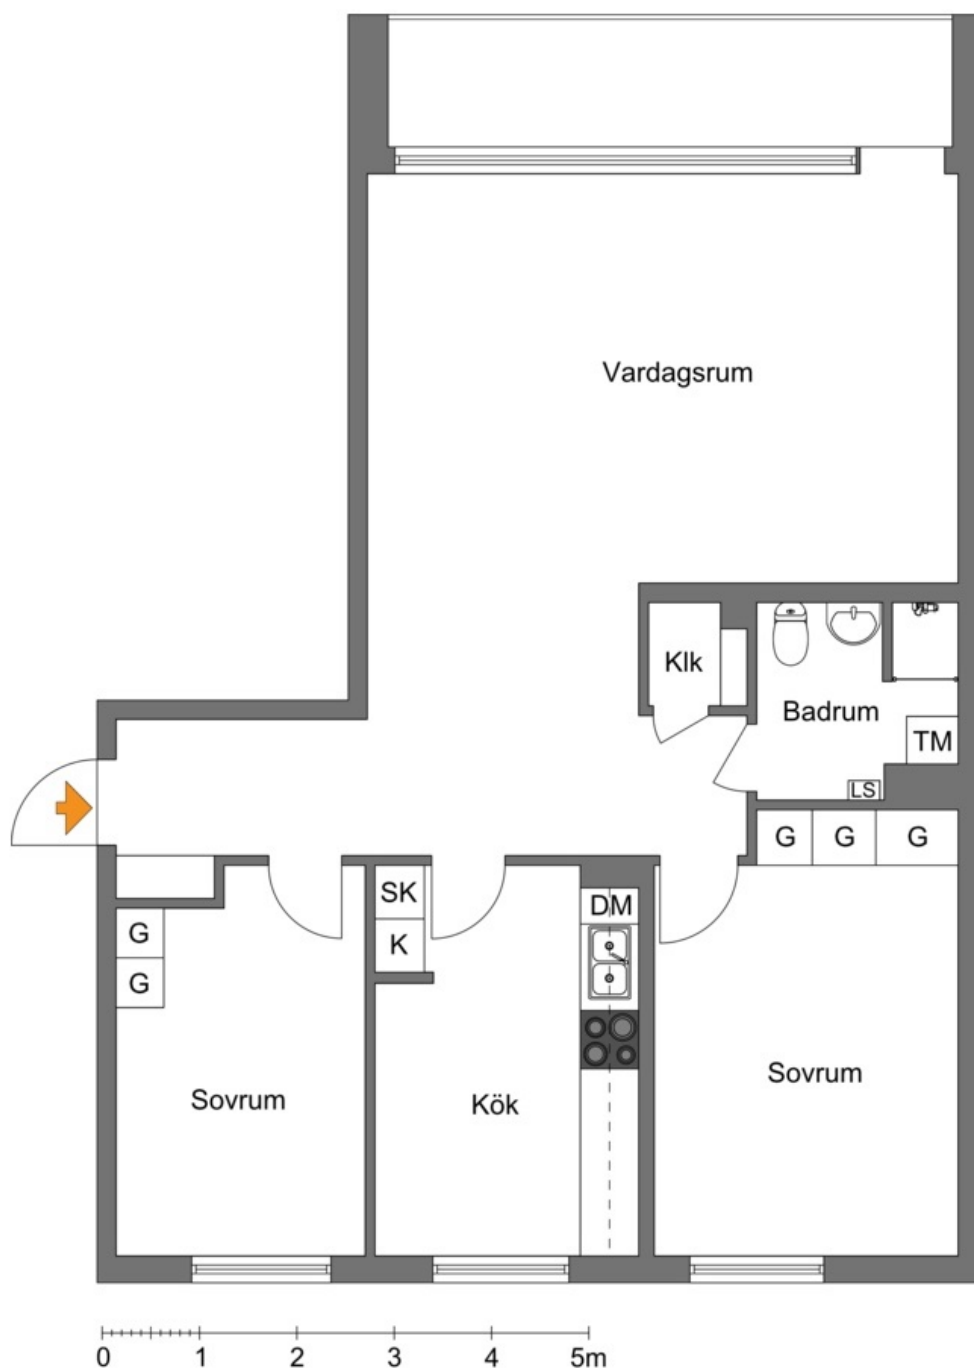 Vardagsrum
Klk
Badrum
TM
LS
G G G
SK
DM
G
K
G
Sovrum
Sovrum
Kök
0 1 2 3 4 5m